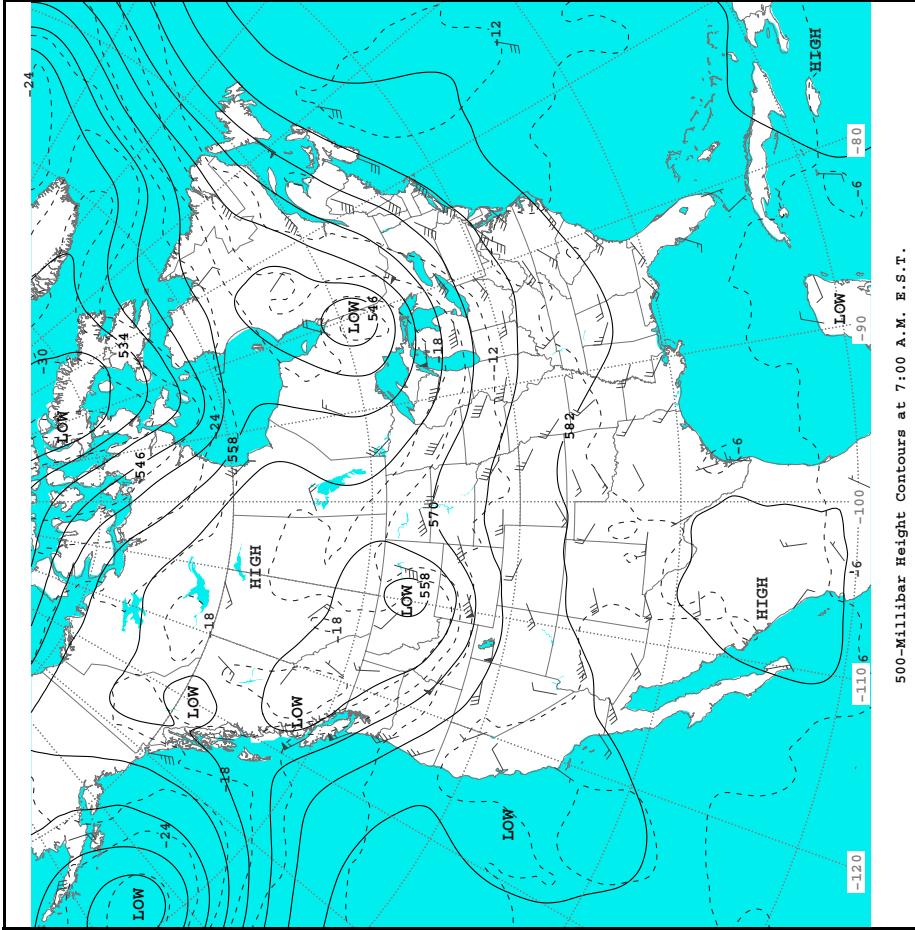 -24
-12
HIGH
-30
534
-80
-6
LOW
546
LOW
-18
LOW
-90
LOW
546
-24
558
-12
582
-6
-100
570
HIGH
-18
-18
LOW
558
HIGH
-6
-110
6
LOW
LOW
-18
-24
LOW
LOW
-120
500-Millibar Height Contours at 7:00 A.M. E.S.T.